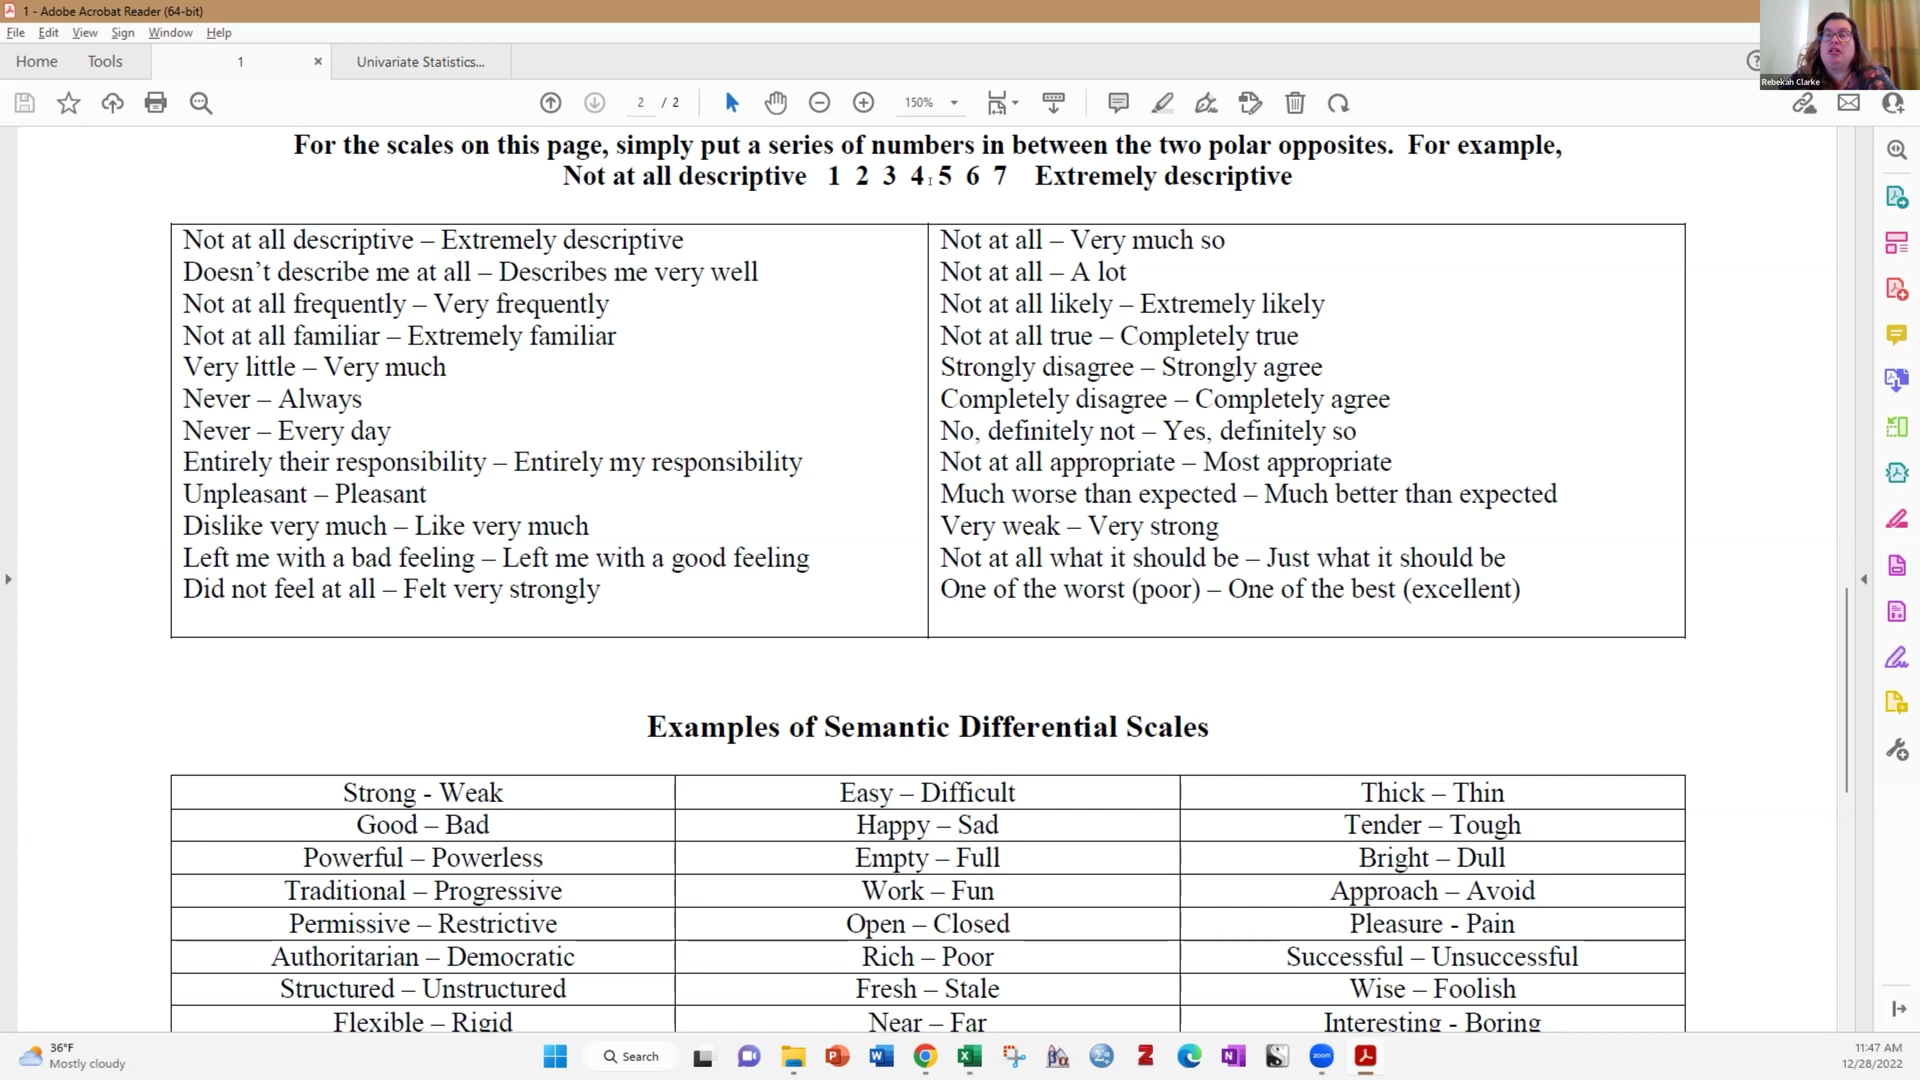 1 - Adobe Acrobat Reader (64-bit)
File Edit View Sign Window Help
Home Tools 1 × Univariate Statistics...
2 / 2 150%
Rebekah Clarke
For the scales on this page, simply put a series of numbers in between the two polar opposites. For example,
Not at all descriptive 1 2 3 4 5 6 7 Extremely descriptive
Not at all descriptive – Extremely descriptive
Doesn't describe me at all – Describes me very well
Not at all frequently – Very frequently
Not at all familiar – Extremely familiar
Very little – Very much
Never – Always
Never – Every day
Entirely their responsibility – Entirely my responsibility
Unpleasant – Pleasant
Dislike very much – Like very much
Left me with a bad feeling – Left me with a good feeling
Did not feel at all – Felt very strongly
Not at all – Very much so
Not at all – A lot
Not at all likely – Extremely likely
Not at all true – Completely true
Strongly disagree – Strongly agree
Completely disagree – Completely agree
No, definitely not – Yes, definitely so
Not at all appropriate – Most appropriate
Much worse than expected – Much better than expected
Very weak – Very strong
Not at all what it should be – Just what it should be
One of the worst (poor) – One of the best (excellent)
Examples of Semantic Differential Scales
Strong - Weak Easy – Difficult Thick – Thin
Good – Bad Happy – Sad Tender – Tough
Powerful – Powerless Empty – Full Bright – Dull
Traditional – Progressive Work – Fun Approach – Avoid
Permissive – Restrictive Open – Closed Pleasure - Pain
Authoritarian – Democratic Rich – Poor Successful – Unsuccessful
Structured – Unstructured Fresh – Stale Wise – Foolish
Flexible – Rigid Near – Far Interesting - Boring
36°F
Mostly cloudy
Search
zoom
11:47 AM
12/28/2022